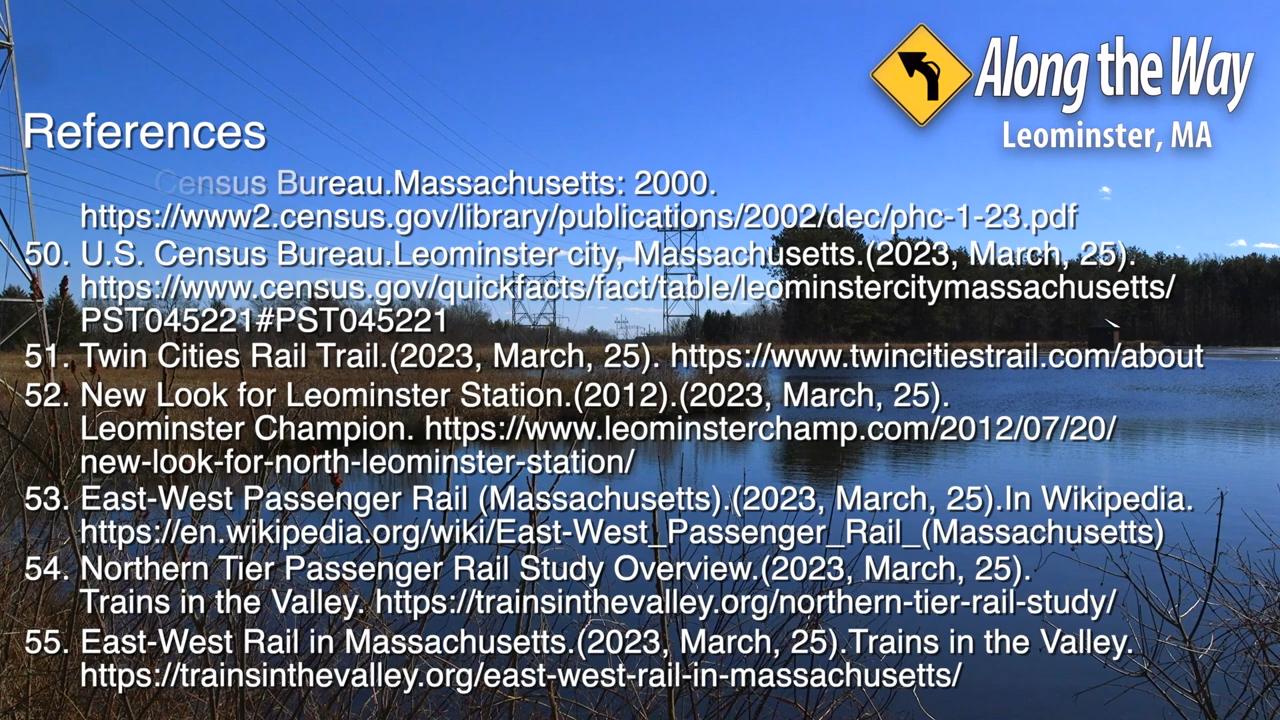 Along the Way
Leominster, MA
References
Census Bureau.Massachusetts: 2000.
https://www2.census.gov/library/publications/2002/dec/phc-1-23.pdf
50. U.S. Census Bureau.Leominster city, Massachusetts.(2023, March, 25).
https://www.census.gov/quickfacts/fact/table/leominstercitymassachusetts/
PST045221#PST045221
51. Twin Cities Rail Trail.(2023, March, 25). https://www.twincitiestrail.com/about
52. New Look for Leominster Station.(2012).(2023, March, 25).
Leominster Champion. https://www.leominsterchamp.com/2012/07/20/
new-look-for-north-leominster-station/
53. East-West Passenger Rail (Massachusetts).(2023, March, 25).In Wikipedia.
https://en.wikipedia.org/wiki/East-West_Passenger_Rail_(Massachusetts)
54. Northern Tier Passenger Rail Study Overview.(2023, March, 25).
Trains in the Valley. https://trainsinthevalley.org/northern-tier-rail-study/
55. East-West Rail in Massachusetts.(2023, March, 25).Trains in the Valley.
https://trainsinthevalley.org/east-west-rail-in-massachusetts/